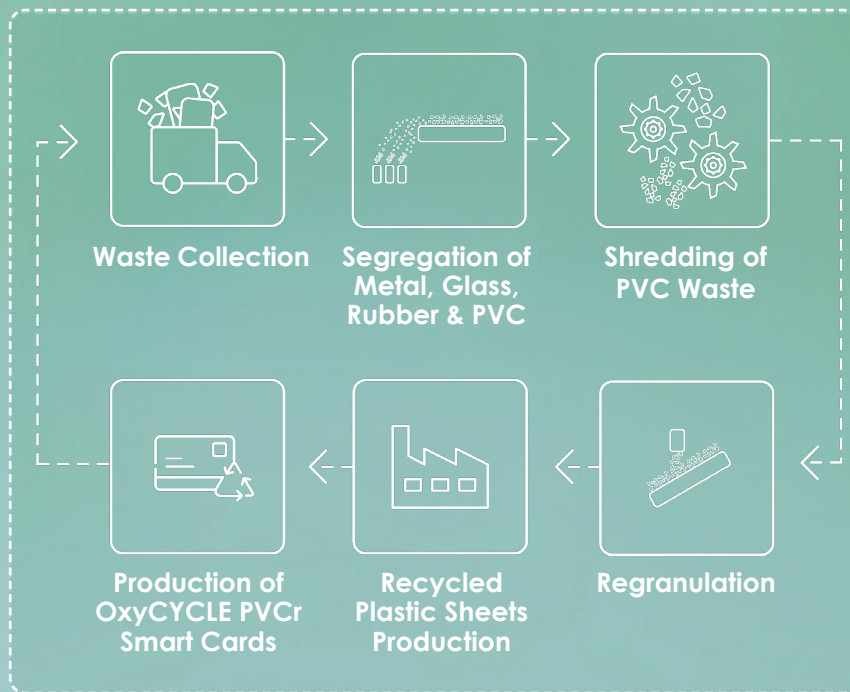 Waste Collection
Segregation of
Metal, Glass,
Rubber & PVC
Shredding of
PVC Waste
Production of
OxyCYCLE PVCr
Smart Cards
Recycled
Plastic Sheets
Production
Regranulation